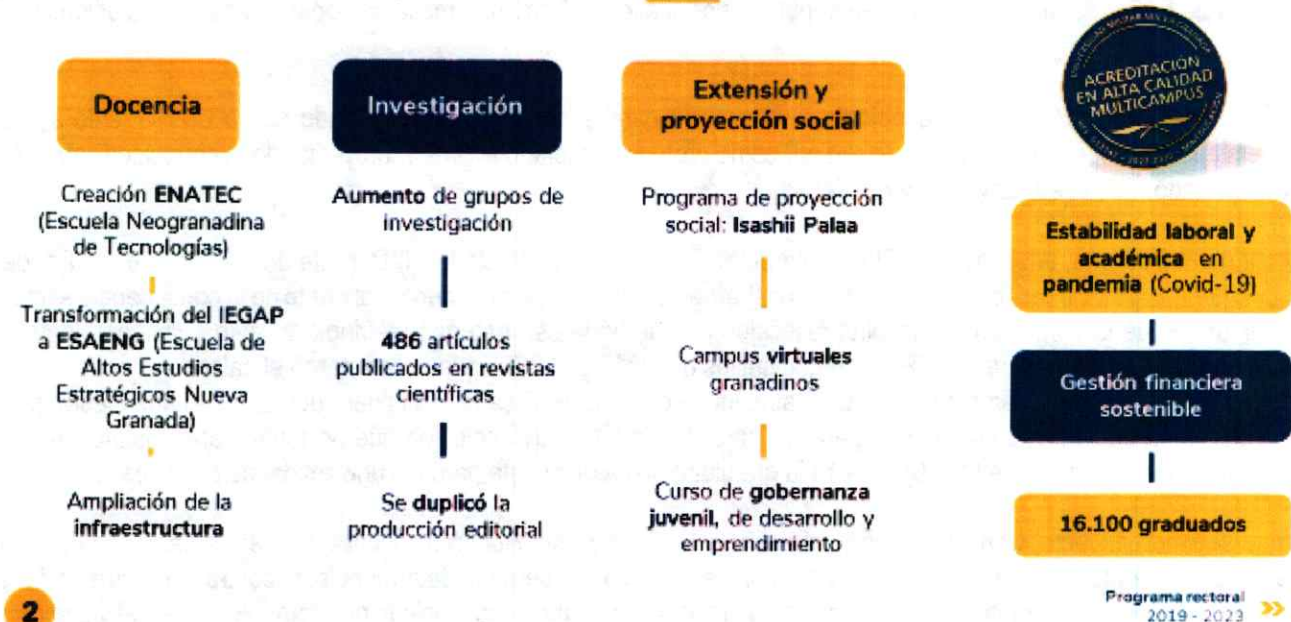 Docencia
Creación ENATEC
(Escuela Neogranadina
de Tecnologías)
Transformación del IEGAP
a ESAENG (Escuela de
Altos Estudios
Estratégicos Nueva
Granada)
Ampliación de la
infraestructura
Investigación
Aumento de grupos de
investigación
486 artículos
publicados en revistas
científicas
Se duplicó la
producción editorial
Extensión y
proyección social
Programa de proyección
social: Isashii Palaa
Campus virtuales
granadinos
Curso de gobernanza
juvenil, de desarrollo y
emprendimiento
ACREDITACIÓN
EN ALTA CALIDAD
MULTICAMPUS
Estabilidad laboral y
académica en
pandemia (Covid-19)
Gestión financiera
sostenible
16.100 graduados
2
Programa rectoral
2019 - 2023